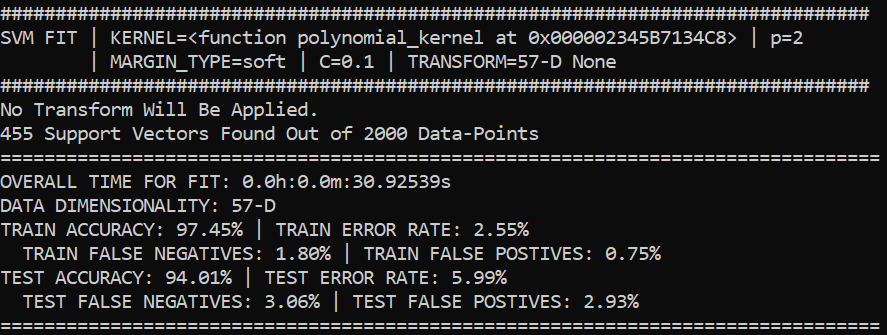 ###############################################################################
SVM FIT | KERNEL=<function polynomial_kernel at 0x000002345B7134C8> | p=2
        | MARGIN_TYPE=soft | C=0.1 | TRANSFORM=57-D None
###############################################################################
No Transform Will Be Applied.
455 Support Vectors Found Out of 2000 Data-Points
================================================================================
OVERALL TIME FOR FIT: 0.0h:0.0m:30.92539s
DATA DIMENSIONALITY: 57-D
TRAIN ACCURACY: 97.45% | TRAIN ERROR RATE: 2.55%
  TRAIN FALSE NEGATIVES: 1.80% | TRAIN FALSE POSTIVES: 0.75%
TEST ACCURACY: 94.01% | TEST ERROR RATE: 5.99%
  TEST FALSE NEGATIVES: 3.06% | TEST FALSE POSTIVES: 2.93%
================================================================================